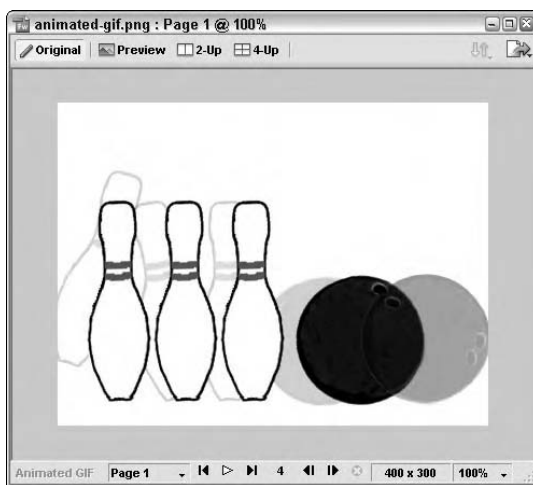 animated-gif.png : Page 1 @ 100%
Original Preview 2-Up 4-Up
Animated GIF Page 1 4 400 x 300 100%